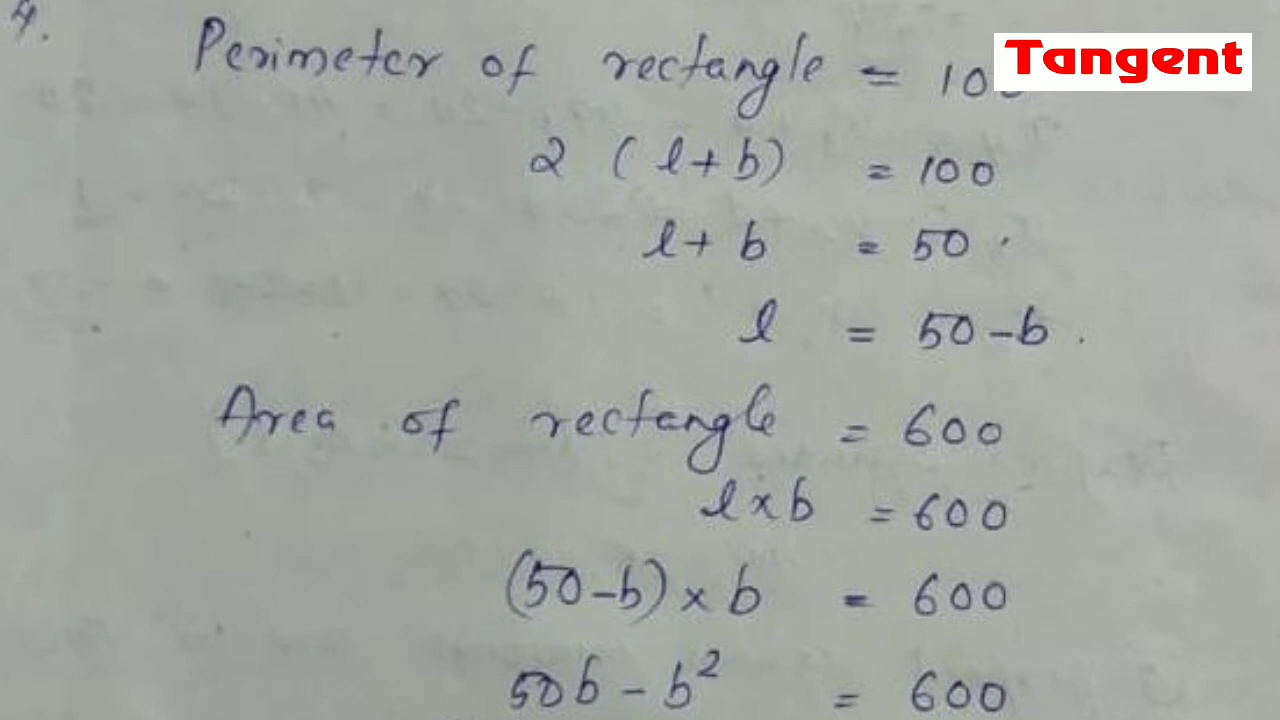 4.
Perimeter of rectangle = 100
Tangent
2 (l+b) = 100
l+ b = 50.
l = 50-b.
Area of rectangle = 600
l×b = 600
(50-b)×b = 600
50b - b² = 600